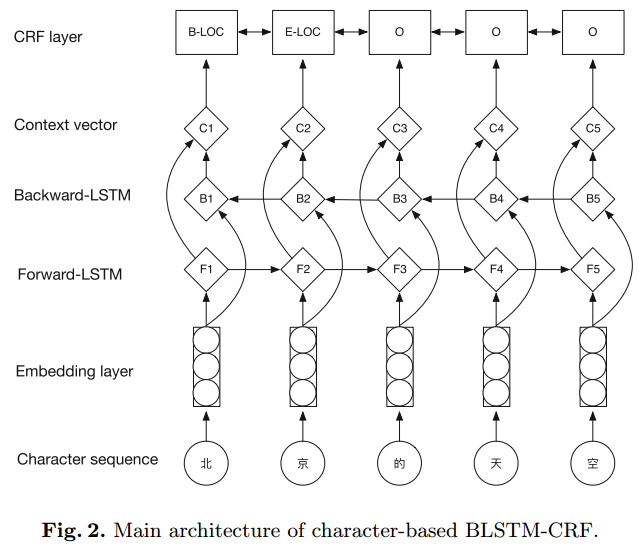 CRF layer B-LOC E-LOC O O O
Context vector C1 C2 C3 C4 C5
Backward-LSTM B1 B2 B3 B4 B5
Forward-LSTM F1 F2 F3 F4 F5
Embedding layer
Character sequence 北 京 的 天 空
Fig. 2. Main architecture of character-based BLSTM-CRF.